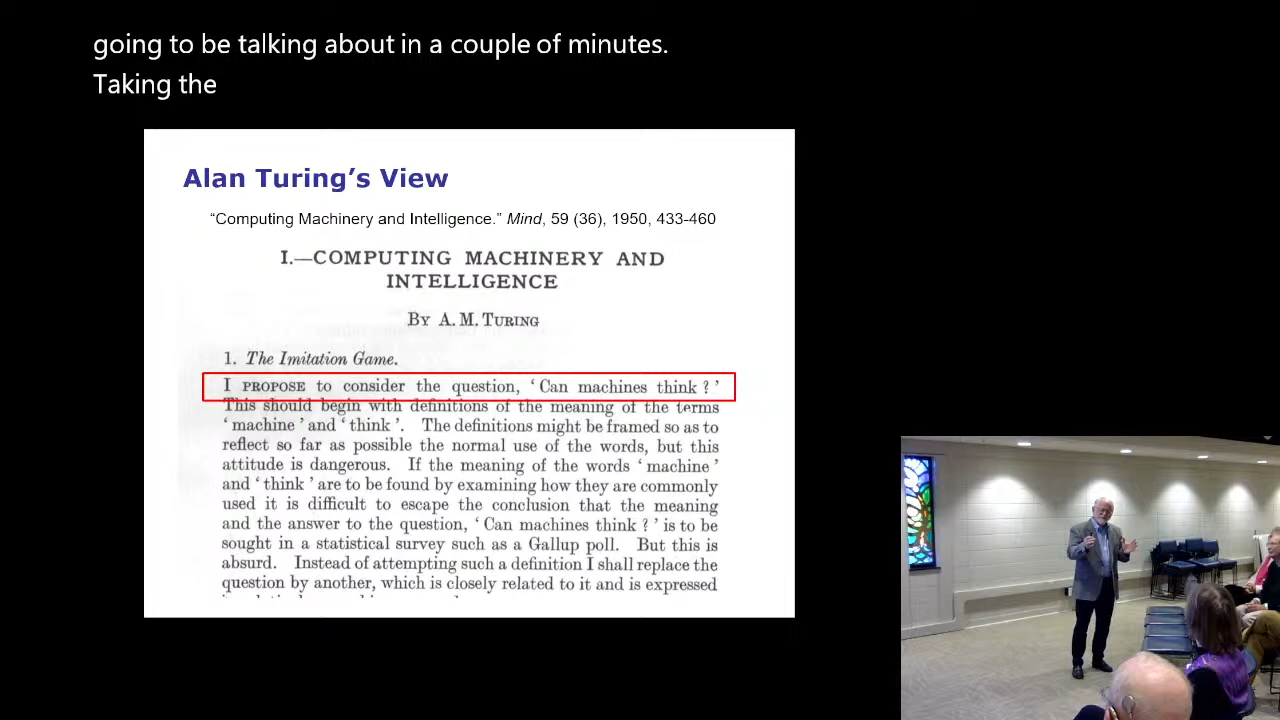 going to be talking about in a couple of minutes.
Taking the
Alan Turing's View
“Computing Machinery and Intelligence.” Mind, 59 (36), 1950, 433-460
I.—COMPUTING MACHINERY AND
INTELLIGENCE
By A. M. Turing
1. The Imitation Game.
I PROPOSE to consider the question, ‘Can machines think?’
This should begin with definitions of the meaning of the terms
‘machine’ and ‘think’. The definitions might be framed so as to
reflect so far as possible the normal use of the words, but this
attitude is dangerous. If the meaning of the words ‘machine’
and ‘think’ are to be found by examining how they are commonly
used it is difficult to escape the conclusion that the meaning
and the answer to the question, ‘Can machines think?’ is to be
sought in a statistical survey such as a Gallup poll. But this is
absurd. Instead of attempting such a definition I shall replace the
question by another, which is closely related to it and is expressed